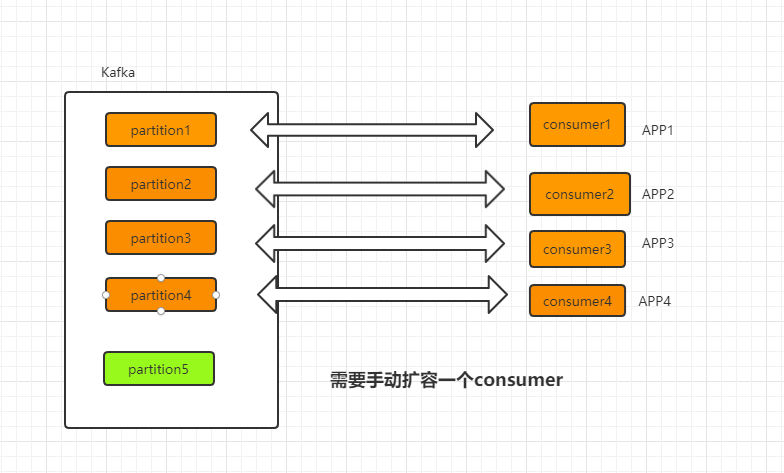 Kafka
partition1
consumer1
APP1
partition2
consumer2
APP2
partition3
consumer3
APP3
partition4
consumer4
APP4
partition5
需要手动扩容一个consumer